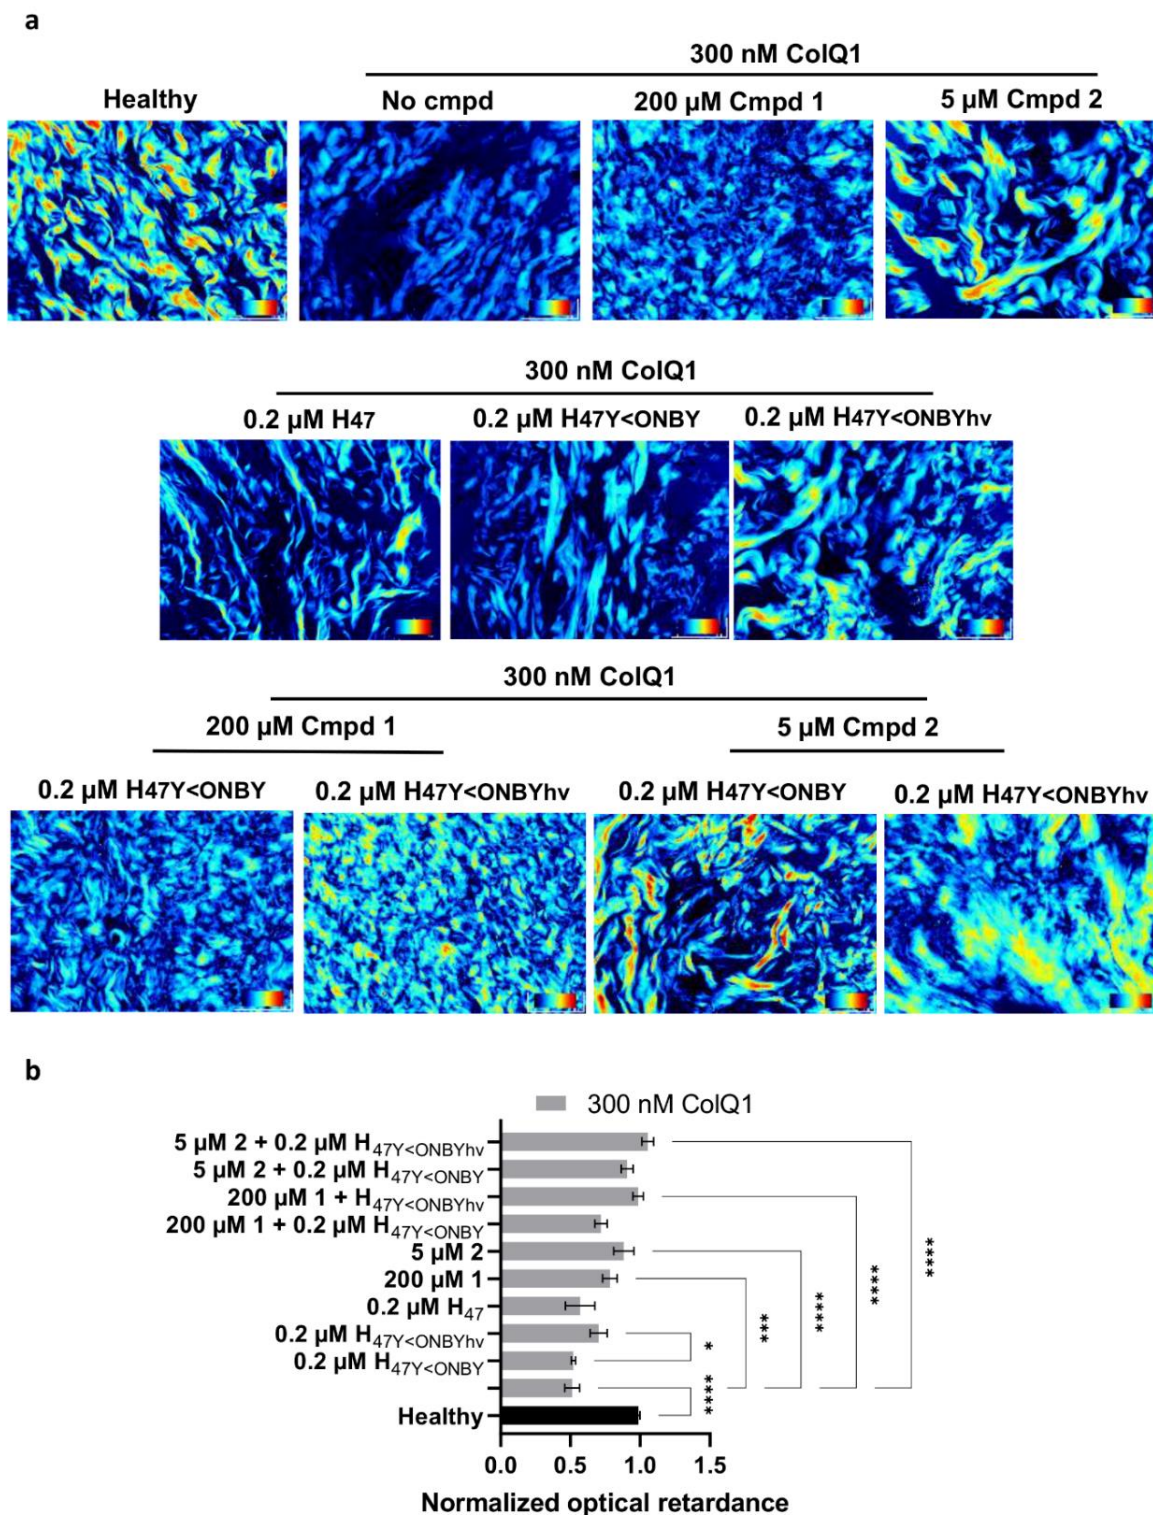 a
300 nM ColQ1
Healthy No cmpd 200 µM Cmpd 1 5 µM Cmpd 2
300 nM ColQ1
0.2 µM H47 0.2 µM H47Y<ONBY 0.2 µM H47Y<ONBYhv
300 nM ColQ1
200 µM Cmpd 1 5 µM Cmpd 2
0.2 µM H47Y<ONBY 0.2 µM H47Y<ONBYhv 0.2 µM H47Y<ONBY 0.2 µM H47Y<ONBYhv
b
300 nM ColQ1
5 µM 2 + 0.2 µM H47Y<ONBYhv
5 µM 2 + 0.2 µM H47Y<ONBY
200 µM 1 + H47Y<ONBYhv
200 µM 1 + 0.2 µM H47Y<ONBY
5 µM 2
200 µM 1
0.2 µM H47
0.2 µM H47Y<ONBYhv
0.2 µM H47Y<ONBY
Healthy
**** * *** **** **** ****
0.0 0.5 1.0 1.5
Normalized optical retardance